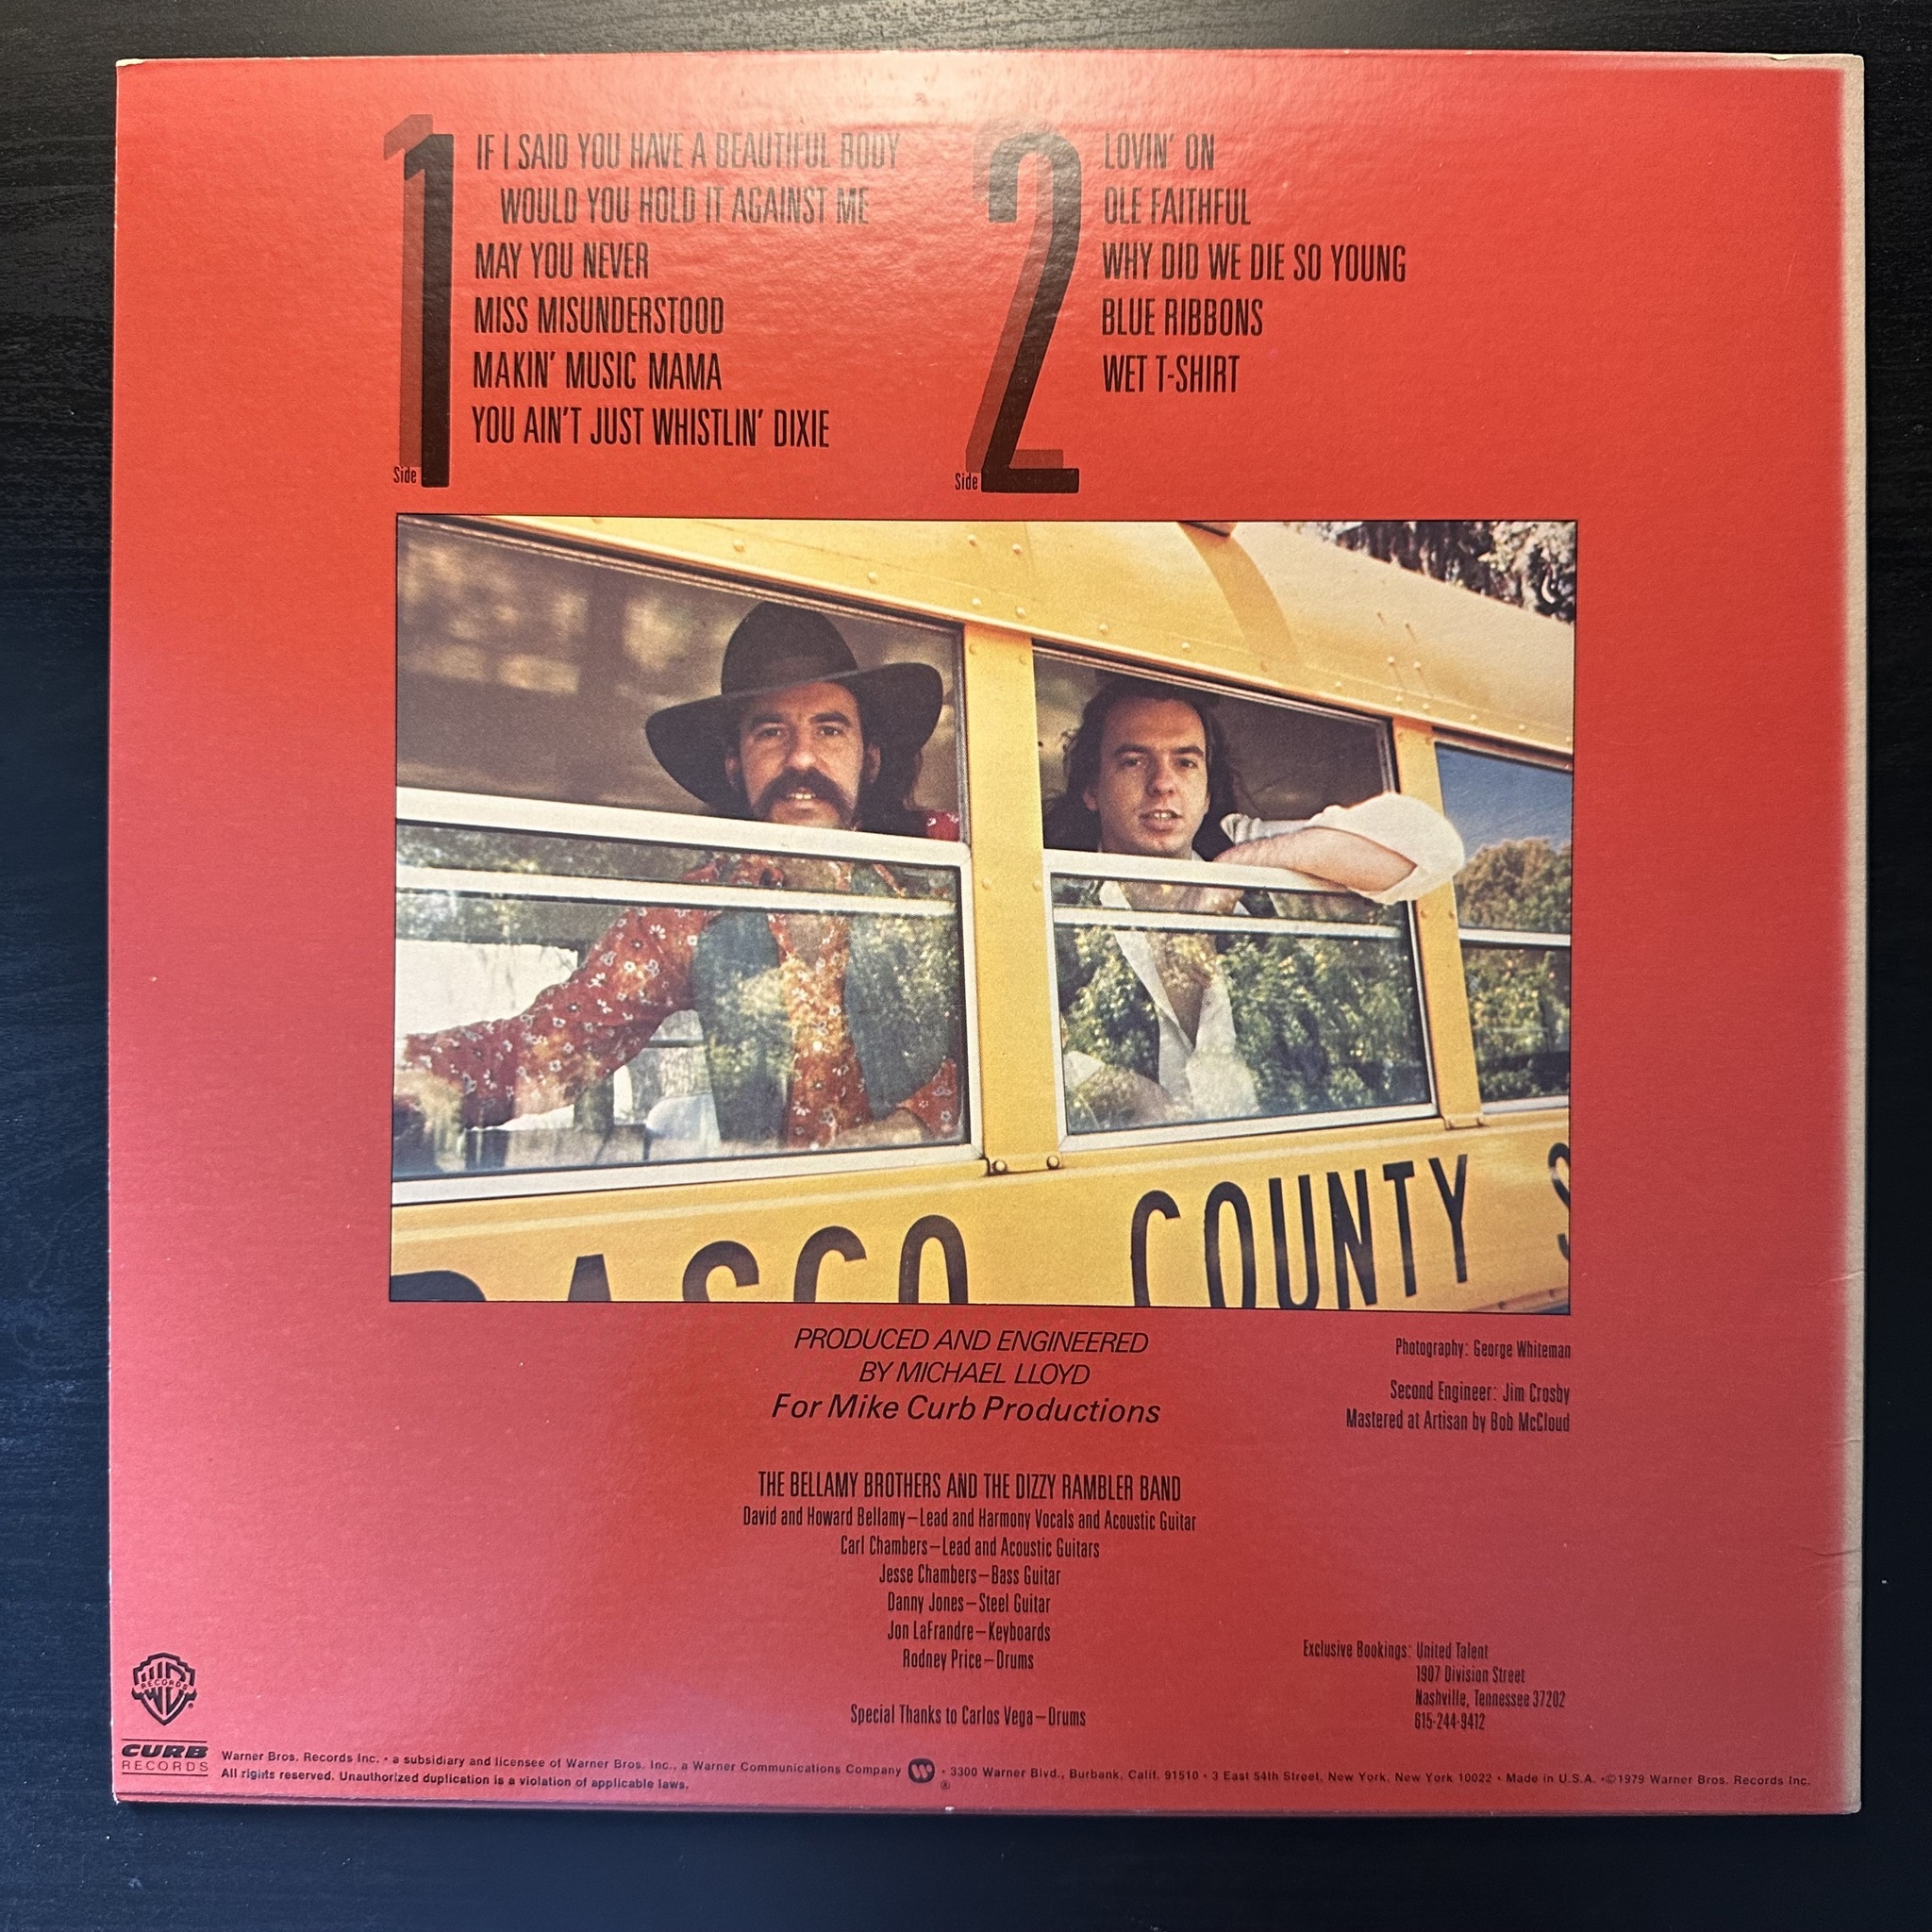 1
IF I SAID YOU HAVE A BEAUTIFUL BODY
WOULD YOU HOLD IT AGAINST ME
MAY YOU NEVER
MISS MISUNDERSTOOD
MAKIN' MUSIC MAMA
YOU AIN'T JUST WHISTLIN' DIXIE
Side
2
LOVIN' ON
OLE FAITHFUL
WHY DID WE DIE SO YOUNG
BLUE RIBBONS
WET T-SHIRT
Side
PASCO COUNTY S
PRODUCED AND ENGINEERED
BY MICHAEL LLOYD
For Mike Curb Productions
Photography: George Whiteman
Second Engineer: Jim Crosby
Mastered at Artisan by Bob McCloud
THE BELLAMY BROTHERS AND THE DIZZY RAMBLER BAND
David and Howard Bellamy—Lead and Harmony Vocals and Acoustic Guitar
Carl Chambers—Lead and Acoustic Guitars
Jesse Chambers—Bass Guitar
Danny Jones—Steel Guitar
Jon LaFrandre—Keyboards
Rodney Price—Drums
Special Thanks to Carlos Vega—Drums
Exclusive Bookings: United Talent
1907 Division Street
Nashville, Tennessee 37202
615-244-9412
WB
RECORDS
CURB
RECORDS
Warner Bros. Records Inc. • a subsidiary and licensee of Warner Bros. Inc., a Warner Communications Company W ® • 3300 Warner Blvd., Burbank, Calif. 91510 • 3 East 54th Street, New York, New York 10022 • Made in U.S.A. •©1979 Warner Bros. Records Inc.
All rights reserved. Unauthorized duplication is a violation of applicable laws.